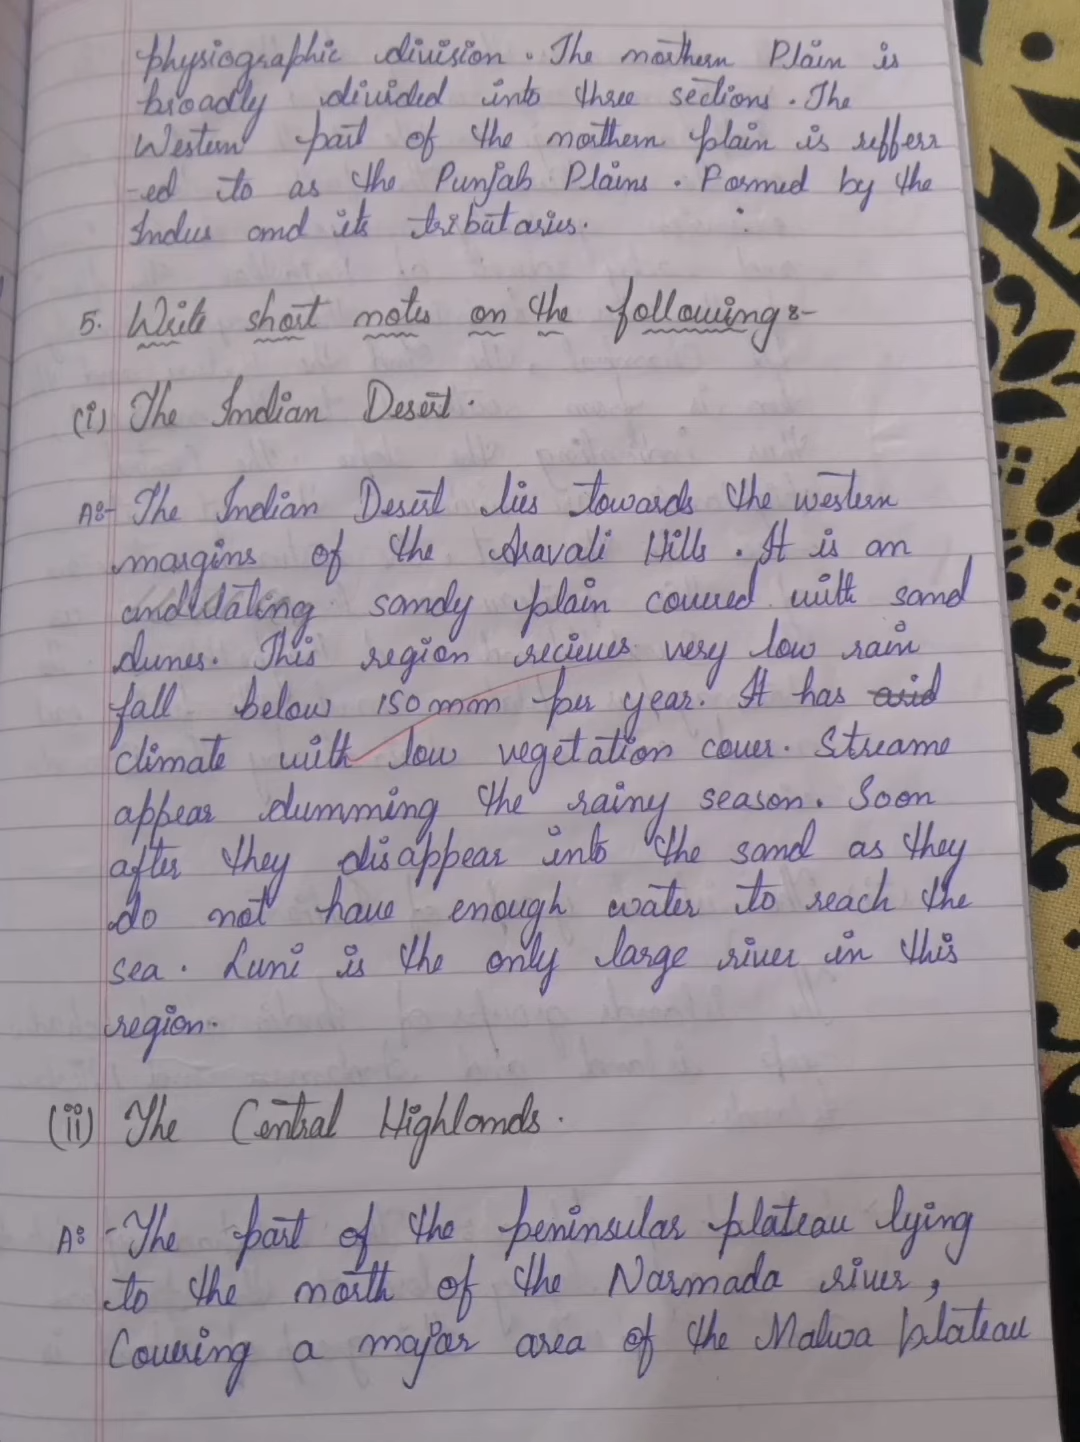 physiographic division. The northern Plain is
broadly divided into three sections. The
Western part of the northern plain is refferr
-ed to as the Punjab Plains. Formed by the
Indus and its tributaries.
5. Write short notes on the following:-
(i) The Indian Desert.
A:- The Indian Desert lies towards the western
margins of the Aravali Hills. It is an
undulating sandy plain covered with sand
dunes. This region recieves very low rain
fall below 150 mm per year. It has arid
climate with low vegetation cover. Streame
appear dumming the rainy season. Soon
after they disappear into the sand as they
do not have enough water to reach the
sea. Luni is the only large river in this
region.
(ii) The Central Highlands.
A:- The part of the peninsular plateau lying
to the north of the Narmada river,
Covering a major area of the Malwa plateau